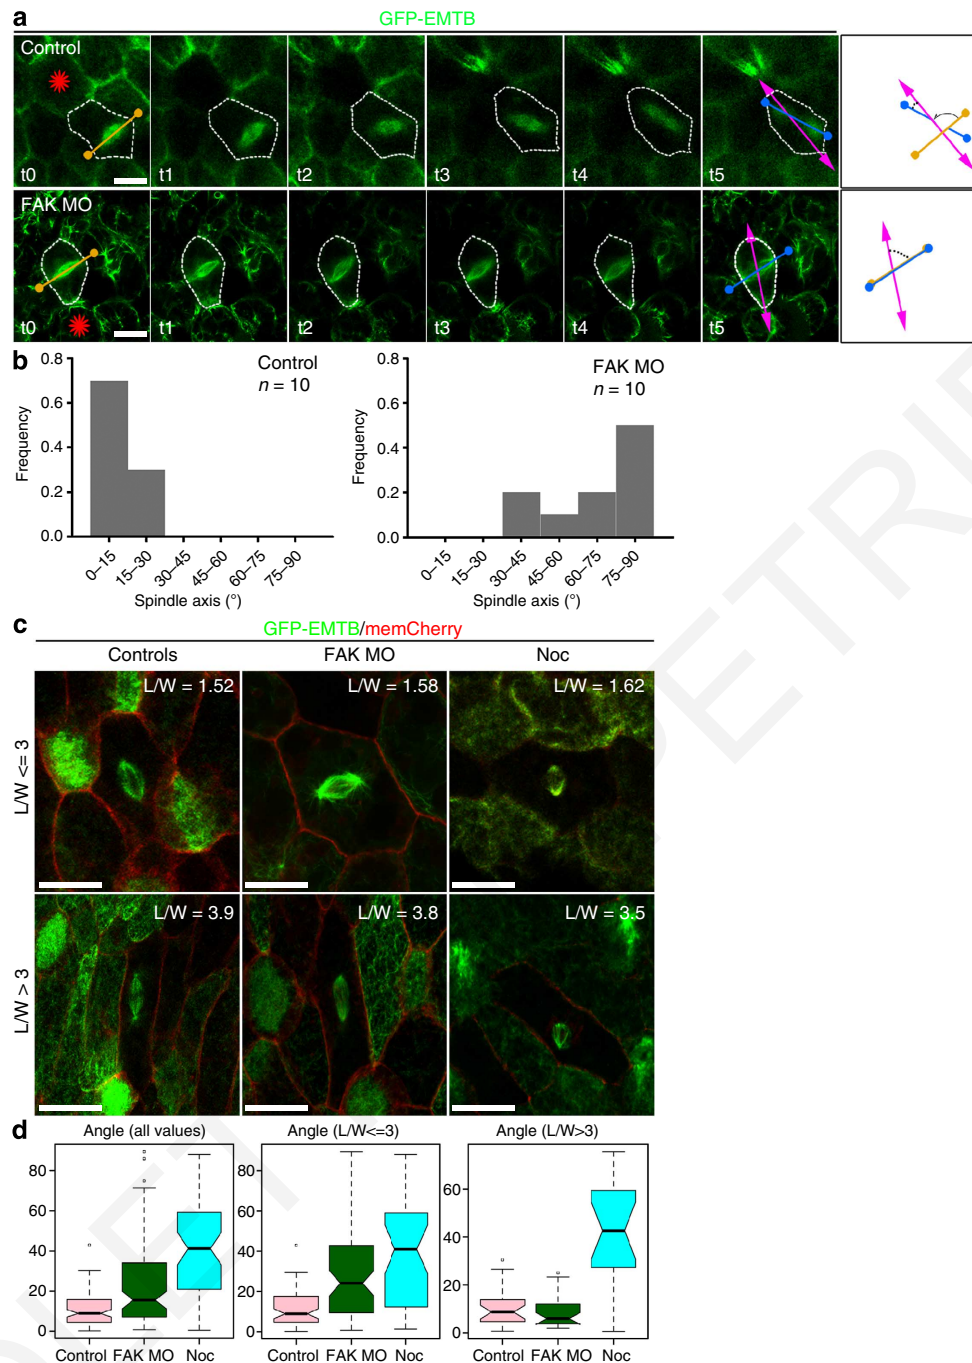 a
GFP-EMTB
Control
t0 t1 t2 t3 t4 t5
FAK MO
t0 t1 t2 t3 t4 t5
b
0.8 0.6 0.4 0.2 0.0
Frequency
Control
n = 10
0–15 15–30 30–45 45–60 60–75 75–90
Spindle axis (°)
0.8 0.6 0.4 0.2 0.0
Frequency
FAK MO
n = 10
0–15 15–30 30–45 45–60 60–75 75–90
Spindle axis (°)
c
GFP-EMTB/memCherry
Controls FAK MO Noc
L/W <= 3
L/W = 1.52 L/W = 1.58 L/W = 1.62
L/W > 3
L/W = 3.9 L/W = 3.8 L/W = 3.5
d
Angle (all values)
80 60 40 20 0
Control FAK MO Noc
Angle (L/W<=3)
80 60 40 20 0
Control FAK MO Noc
Angle (L/W>3)
60 40 20 0
Control FAK MO Noc